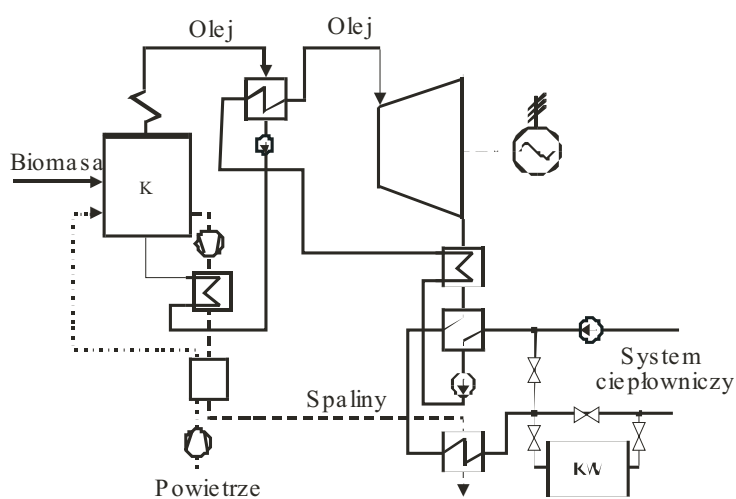 Olej
Olej
Biomasa
K
System
ciepłowniczy
Spaliny
KW
Powietrze